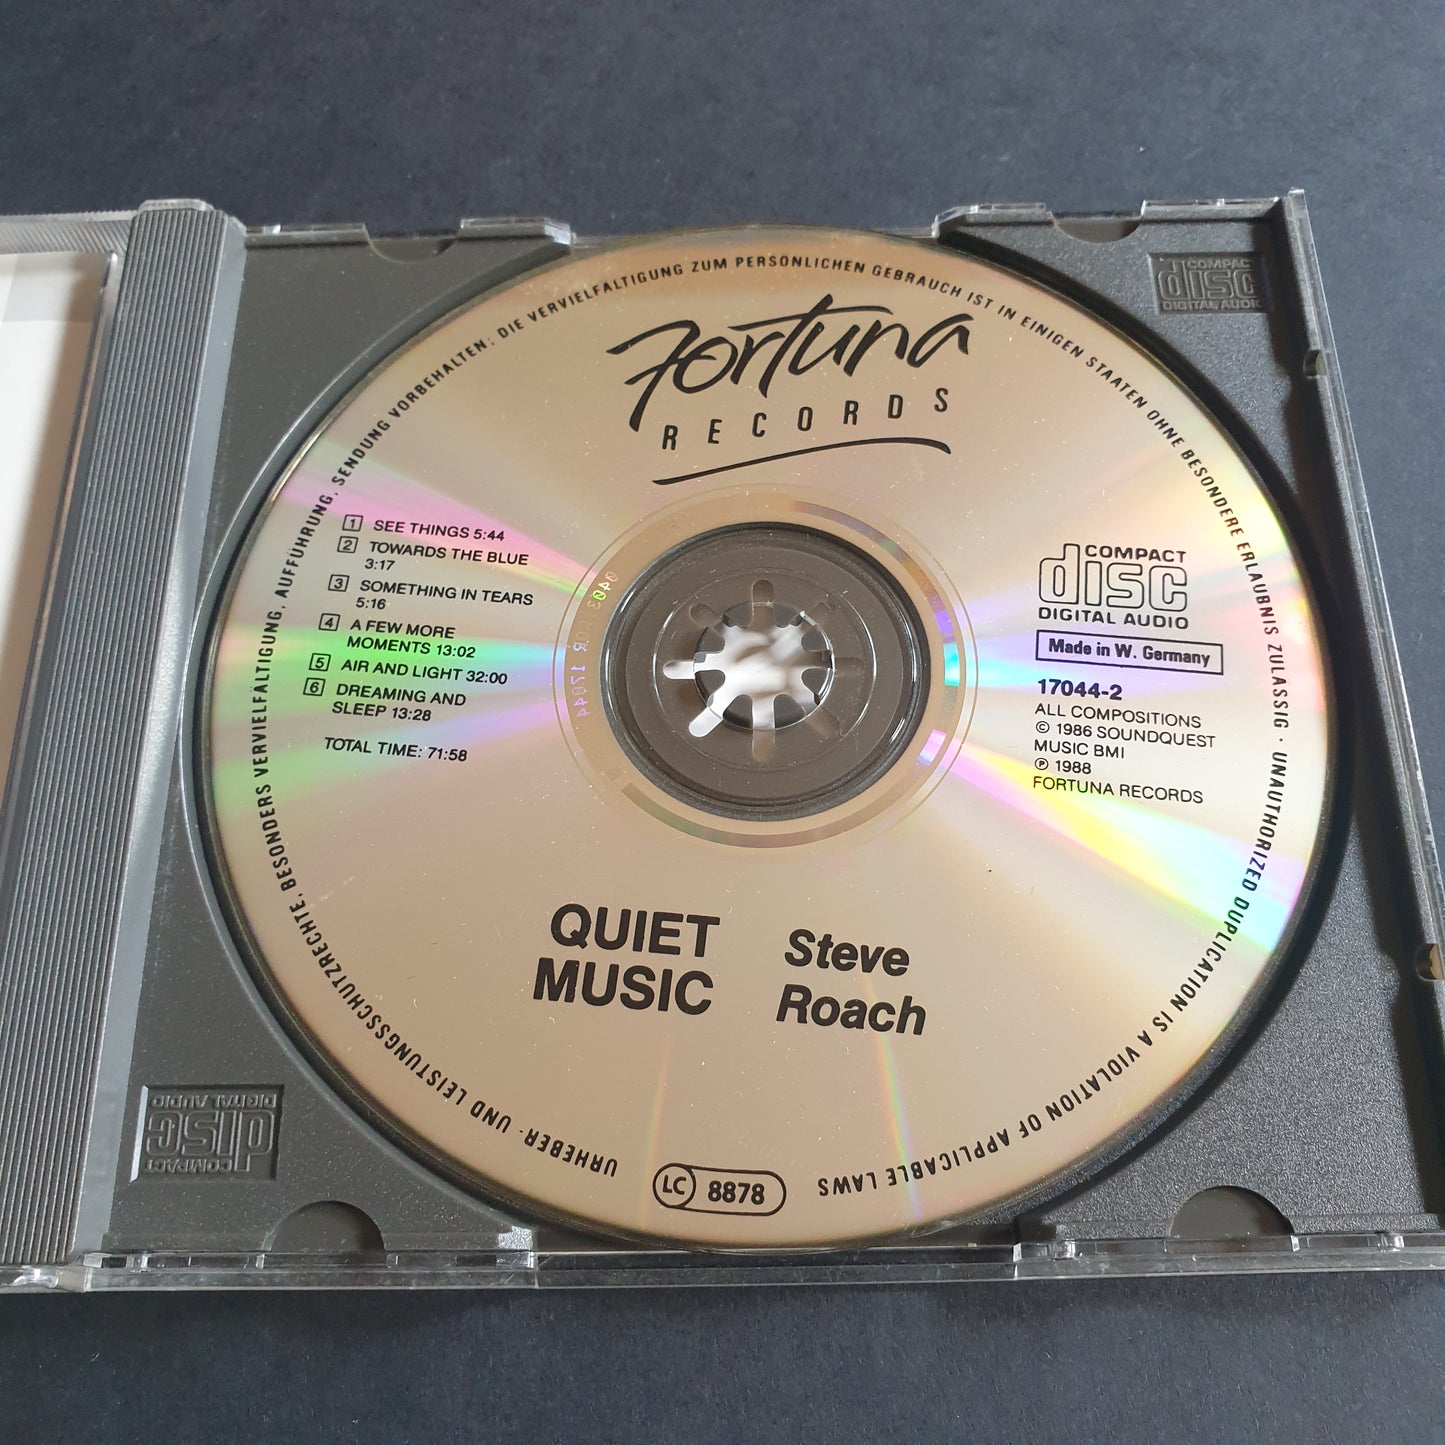 Fortuna
RECORDS
1 SEE THINGS 5:44
2 TOWARDS THE BLUE
3:17
3 SOMETHING IN TEARS
5:16
4 A FEW MORE
MOMENTS 13:02
5 AIR AND LIGHT 32:00
6 DREAMING AND
SLEEP 13:28
TOTAL TIME: 71:58
COMPACT
disc
DIGITAL AUDIO
Made in W. Germany
17044-2
ALL COMPOSITIONS
© 1986 SOUNDQUEST
MUSIC BMI
℗ 1988
FORTUNA RECORDS
QUIET
MUSIC
Steve
Roach
LC 8878
URHEBER- UND LEISTUNGSSCHUTZRECHTE, BESONDERS VERVIELFÄLTIGUNG, AUFFÜHRUNG, SENDUNG VORBEHALTEN; DIE VERVIELFÄLTIGUNG ZUM PERSÖNLICHEN GEBRAUCH IST IN EINIGEN STAATEN OHNE BESONDERE ERLAUBNIS ZULÄSSIG · UNAUTHORIZED DUPLICATION IS A VIOLATION OF APPLICABLE LAWS
COMPACT
disc
DIGITAL AUDIO
COMPACT
disc
DIGITAL AUDIO